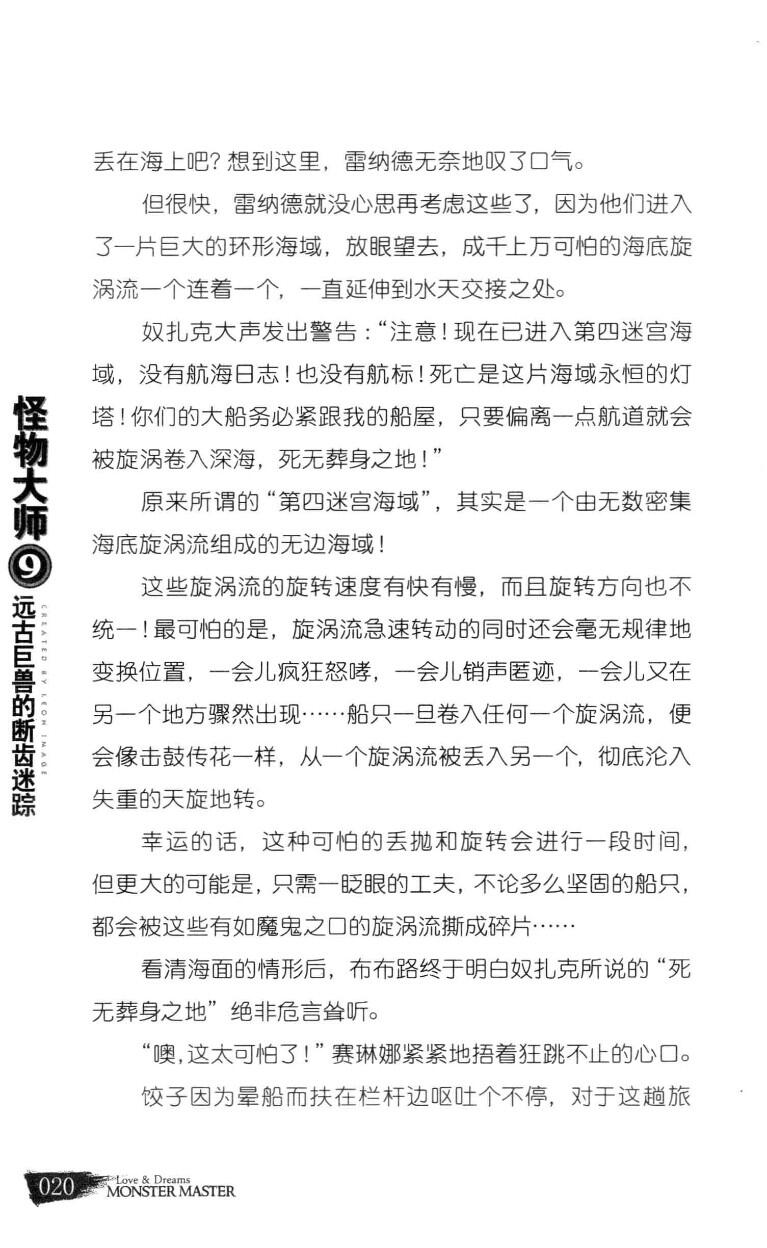 丢在海上吧？想到这里，雷纳德无奈地叹了口气。
但很快，雷纳德就没心思再考虑这些了，因为他们进入
了一片巨大的环形海域，放眼望去，成千上万可怕的海底旋
涡流一个连着一个，一直延伸到水天交接之处。
奴扎克大声发出警告：“注意！现在已进入第四迷宫海
域，没有航海日志！也没有航标！死亡是这片海域永恒的灯
塔！你们的大船务必紧跟我的船屋，只要偏离一点航道就会
被旋涡卷入深海，死无葬身之地！”
原来所谓的“第四迷宫海域”，其实是一个由无数密集
海底旋涡流组成的无边海域！
这些旋涡流的旋转速度有快有慢，而且旋转方向也不
统一！最可怕的是，旋涡流急速转动的同时还会毫无规律地
变换位置，一会儿疯狂怒哮，一会儿销声匿迹，一会儿又在
另一个地方骤然出现……船只一旦卷入任何一个旋涡流，便
会像击鼓传花一样，从一个旋涡流被丢入另一个，彻底沦入
失重的天旋地转。
幸运的话，这种可怕的丢抛和旋转会进行一段时间，
但更大的可能是，只需一眨眼的工夫，不论多么坚固的船只，
都会被这些有如魔鬼之口的旋涡流撕成碎片……
看清海面的情形后，布布路终于明白奴扎克所说的“死
无葬身之地”绝非危言耸听。
“噢，这太可怕了！”赛琳娜紧紧地捂着狂跳不止的心口。
饺子因为晕船而扶在栏杆边呕吐个不停，对于这趟旅
怪物大师
9
远古巨兽的断齿迷踪
CREATED BY LEON IMAGE
020
Love & Dreams
MONSTER MASTER